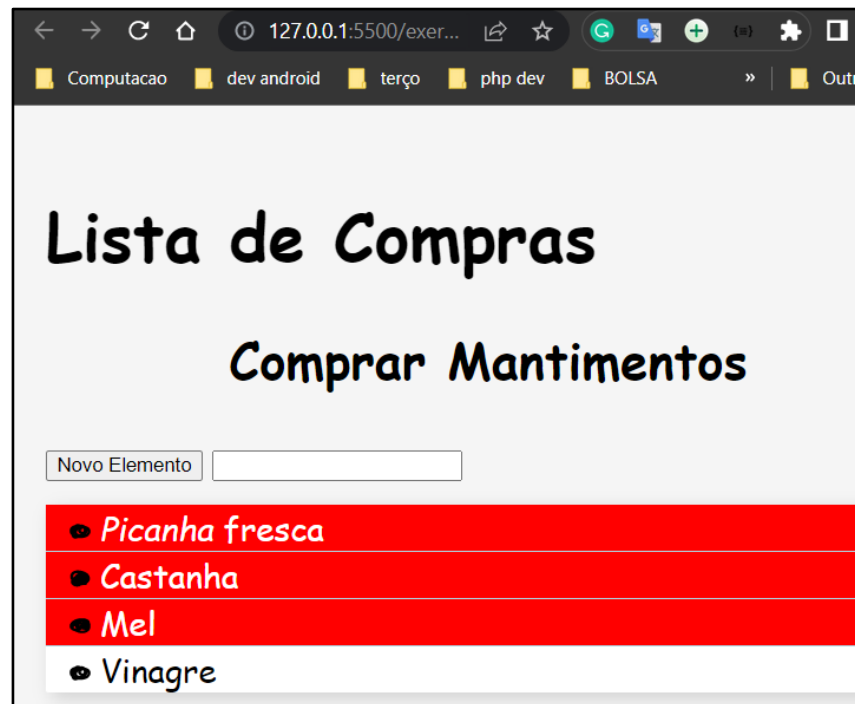 127.0.0.1:5500/exer...
Computacao dev android terço php dev BOLSA » Outr
Lista de Compras
Comprar Mantimentos
Novo Elemento
Picanha fresca
Castanha
Mel
Vinagre